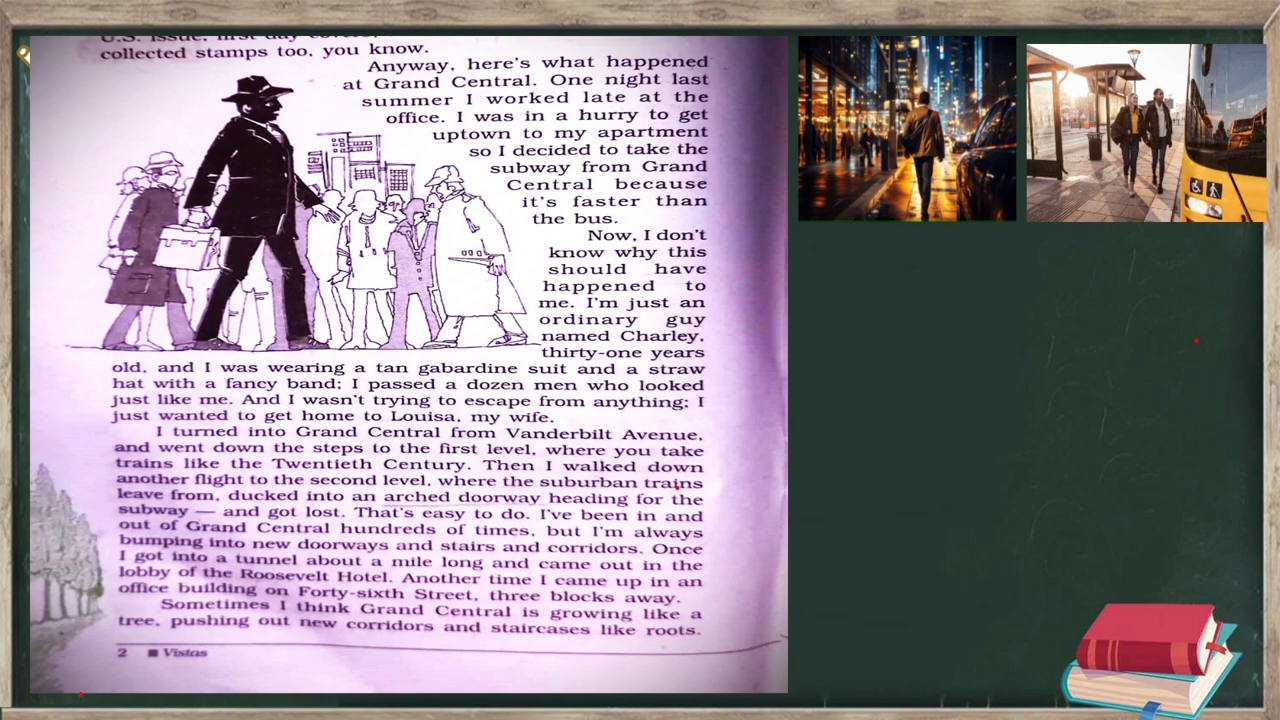 U.S. issue, first day covers.
collected stamps too, you know.
Anyway, here's what happened
at Grand Central. One night last
summer I worked late at the
office. I was in a hurry to get
uptown to my apartment
so I decided to take the
subway from Grand
Central because
it's faster than
the bus.
Now, I don't
know why this
should have
happened to
me. I'm just an
ordinary guy
named Charley,
thirty-one years
old, and I was wearing a tan gabardine suit and a straw
hat with a fancy band; I passed a dozen men who looked
just like me. And I wasn't trying to escape from anything; I
just wanted to get home to Louisa, my wife.
I turned into Grand Central from Vanderbilt Avenue,
and went down the steps to the first level, where you take
trains like the Twentieth Century. Then I walked down
another flight to the second level, where the suburban trains
leave from, ducked into an arched doorway heading for the
subway — and got lost. That's easy to do. I've been in and
out of Grand Central hundreds of times, but I'm always
bumping into new doorways and stairs and corridors. Once
I got into a tunnel about a mile long and came out in the
lobby of the Roosevelt Hotel. Another time I came up in an
office building on Forty-sixth Street, three blocks away.
Sometimes I think Grand Central is growing like a
tree, pushing out new corridors and staircases like roots.
2 ■ Vistas